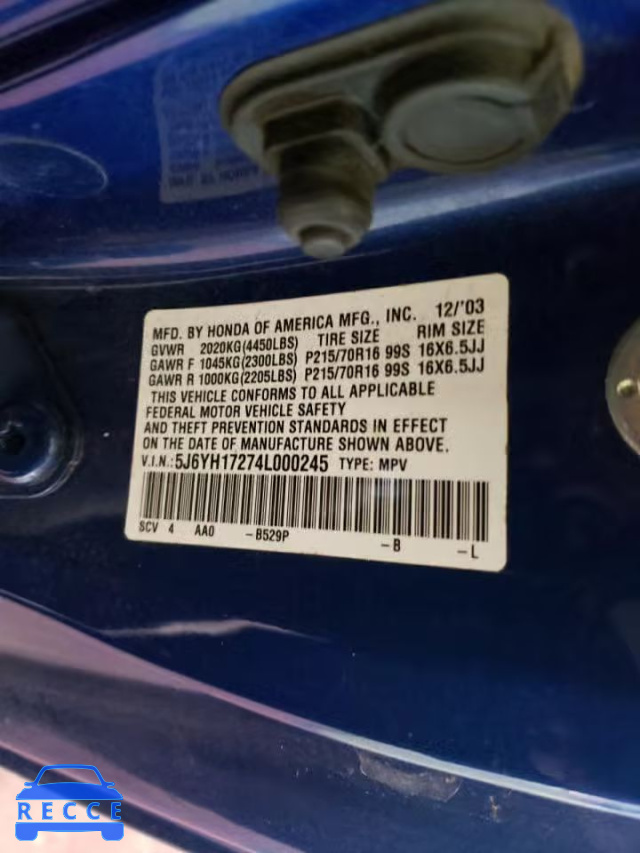 MFD. BY HONDA OF AMERICA MFG., INC. 12/'03
GVWR 2020KG(4450LBS) TIRE SIZE RIM SIZE
GAWR F 1045KG(2300LBS) P215/70R16 99S 16X6.5JJ
GAWR R 1000KG(2205LBS) P215/70R16 99S 16X6.5JJ
THIS VEHICLE CONFORMS TO ALL APPLICABLE
FEDERAL MOTOR VEHICLE SAFETY
AND THEFT PREVENTION STANDARDS IN EFFECT
ON THE DATE OF MANUFACTURE SHOWN ABOVE.
V.I.N.:5J6YH17274L000245 TYPE: MPV
SCV 4 AA0 -B529P -B -L
RECCE